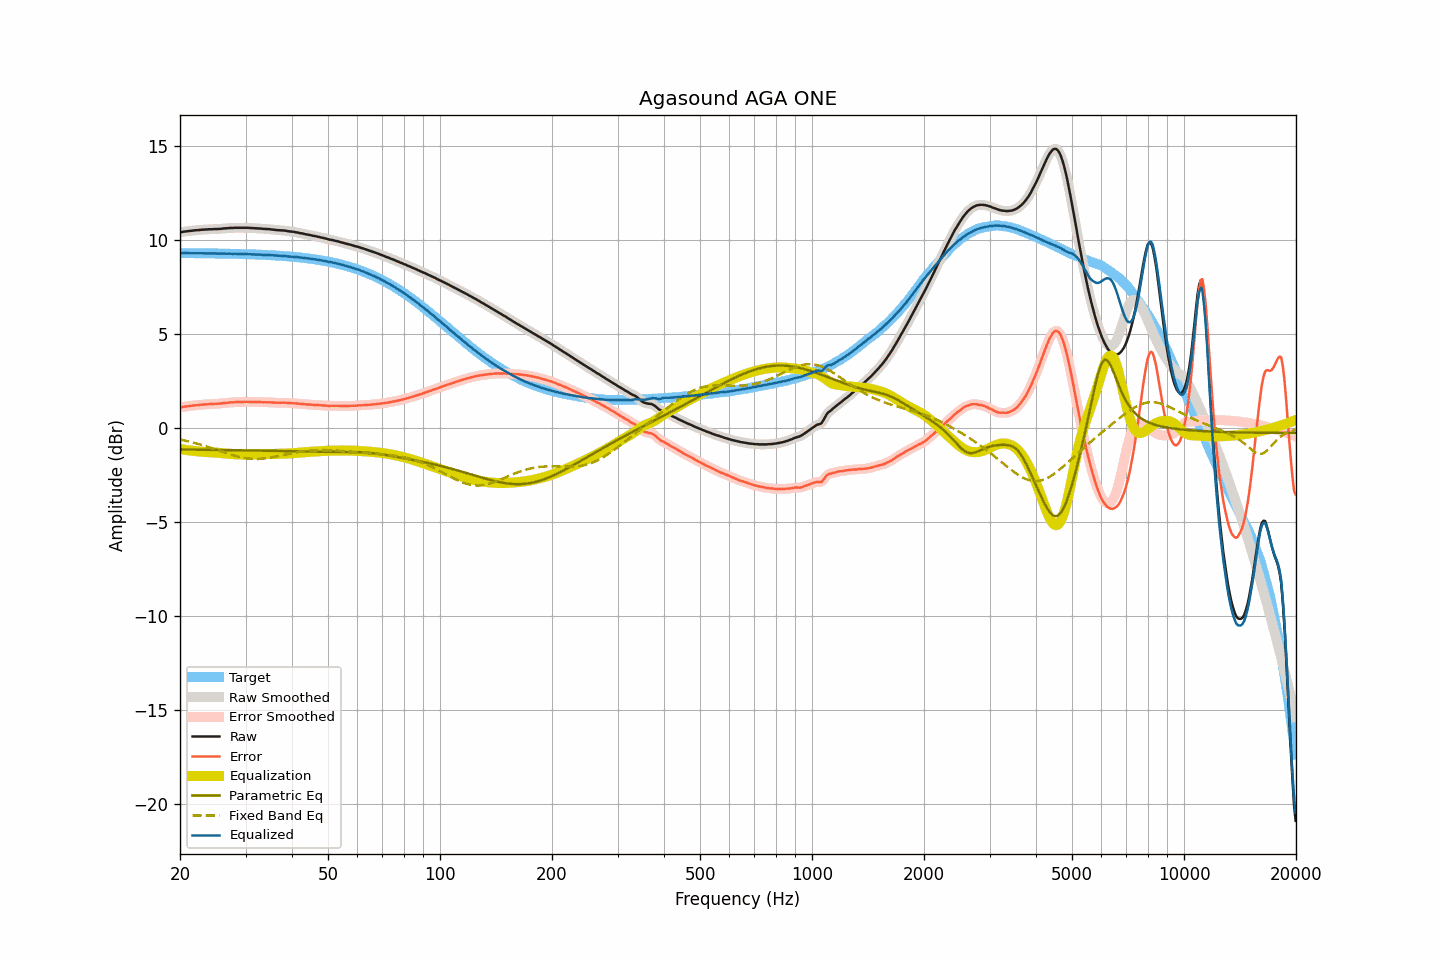 Agasound AGA ONE
Amplitude (dBr)
15
10
5
0
−5
−10
−15
−20
Target
Raw Smoothed
Error Smoothed
Raw
Error
Equalization
Parametric Eq
Fixed Band Eq
Equalized
20 50 100 200 500 1000 2000 5000 10000 20000
Frequency (Hz)